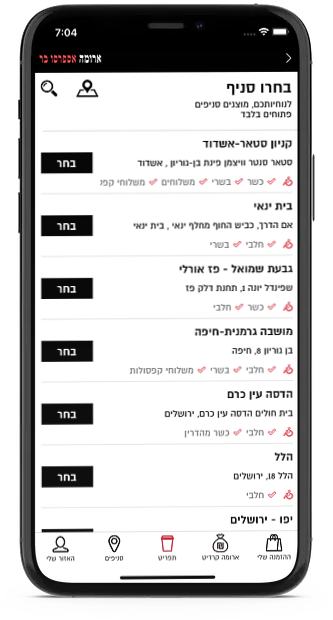 7:04
ארומה אספרסו בר
בחרו סניף
לנוחיותכם, מוצגים סניפים
פתוחים בלבד
קניון סטאר-אשדוד
סטאר סנטר וויצמן פינת בן-גוריון , אשדוד
כשר בשרי משלוחים משלוחי קפ
בחר
בית ינאי
אם הדרך, כביש החוף מחלף ינאי , בית ינאי
חלבי בשרי
בחר
גבעת שמואל - פז אורלי
שפינדל יונה 1, תחנת דלק פז
כשר חלבי
בחר
מושבה גרמנית-חיפה
בן גוריון 8, חיפה
חלבי בשרי משלוחי קפסולות
בחר
הדסה עין כרם
בית חולים הדסה עין כרם, ירושלים
חלבי כשר מהדרין
בחר
הלל
הלל 18, ירושלים
חלבי
בחר
יפו - ירושלים
ההזמנה שלי
ארומה קרדיט
תפריט
סניפים
האזור שלי